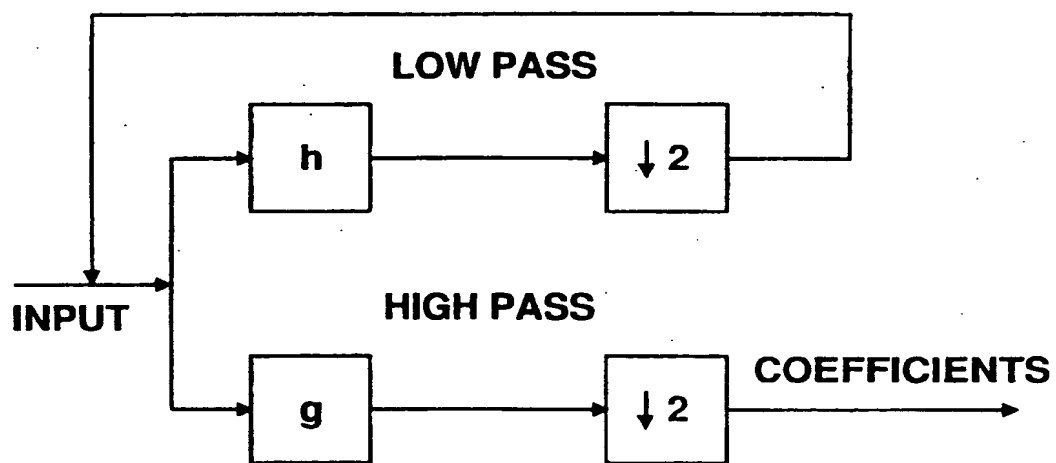 LOW PASS
h
↓ 2
INPUT
HIGH PASS
g
↓ 2
COEFFICIENTS